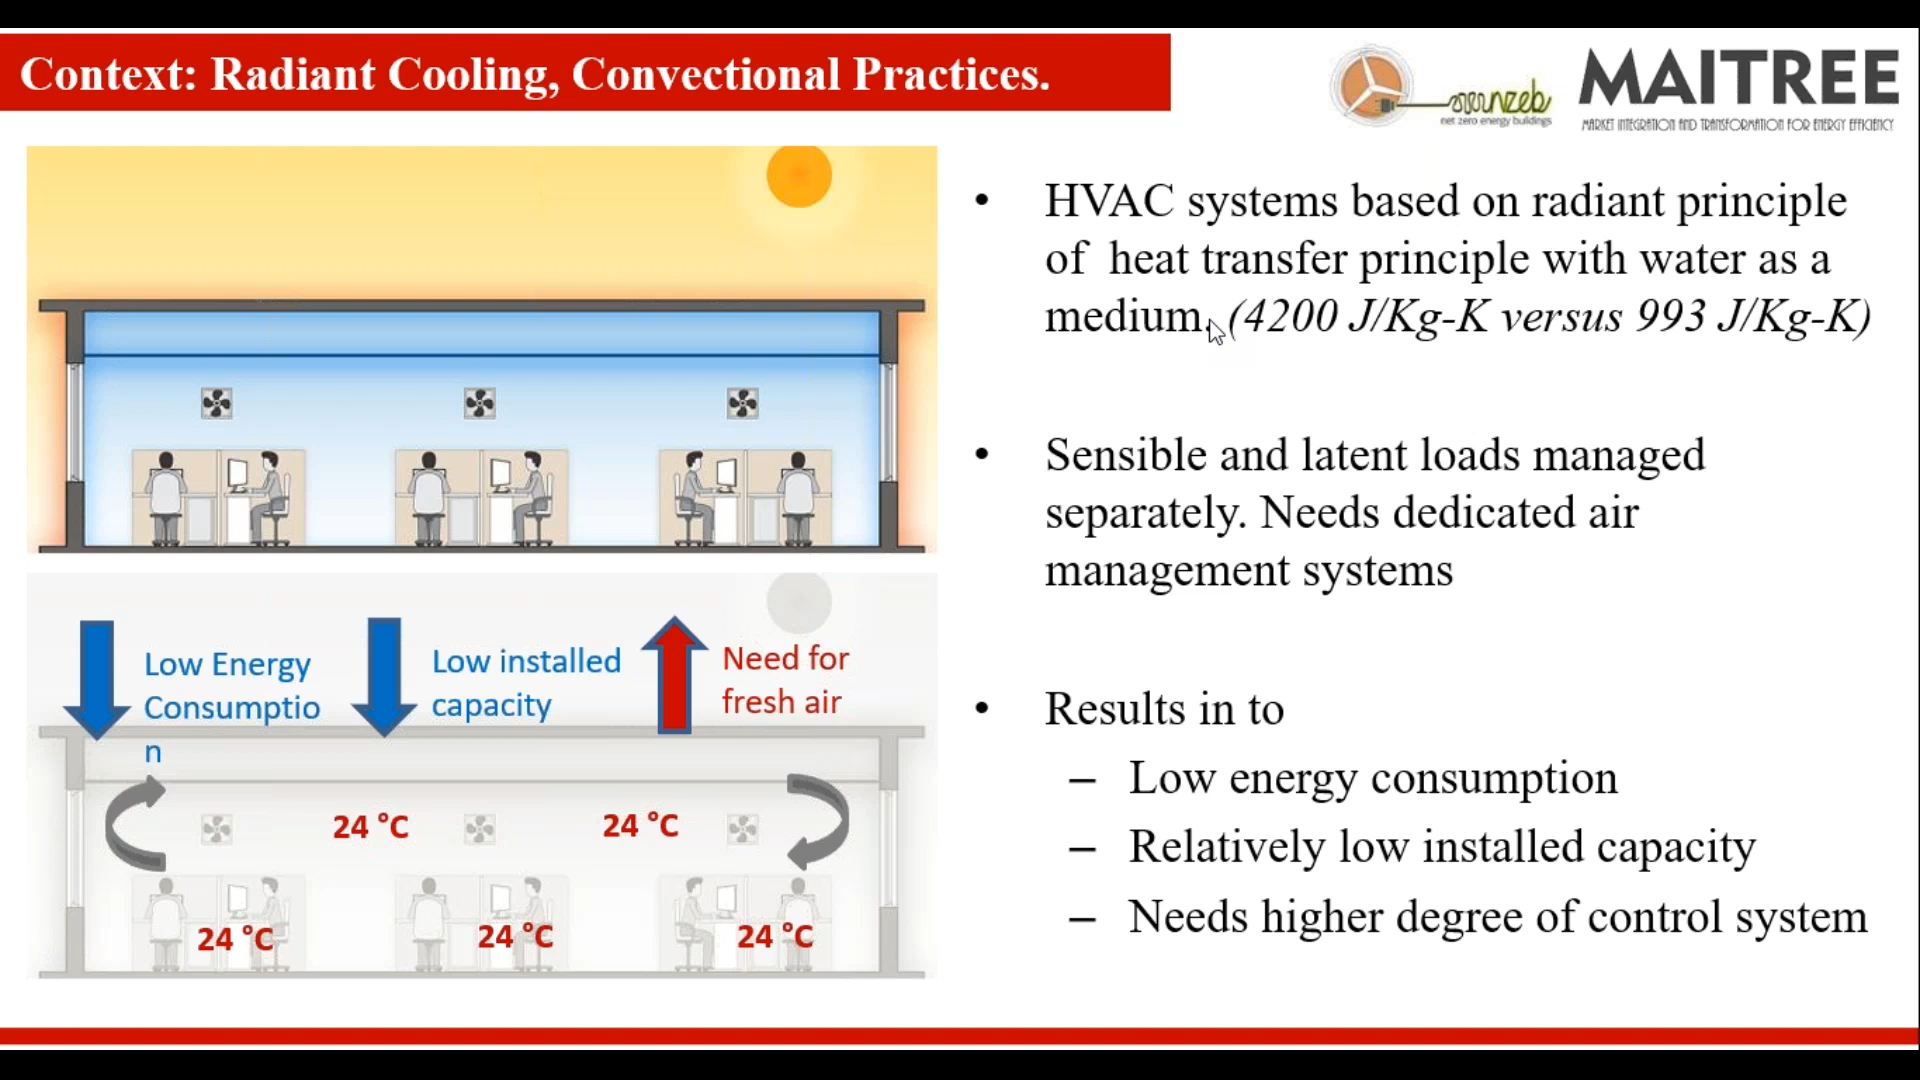 Context: Radiant Cooling, Convectional Practices.
nzeb
net zero energy buildings
MAITREE
MARKET INTEGRATION AND TRANSFORMATION FOR ENERGY EFFICIENCY
• HVAC systems based on radiant principle
of heat transfer principle with water as a
medium. (4200 J/Kg-K versus 993 J/Kg-K)
• Sensible and latent loads managed
separately. Needs dedicated air
management systems
• Results in to
– Low energy consumption
– Relatively low installed capacity
– Needs higher degree of control system
Low Energy
Consumptio
n
Low installed
capacity
Need for
fresh air
24 °C
24 °C
24 °C
24 °C
24 °C